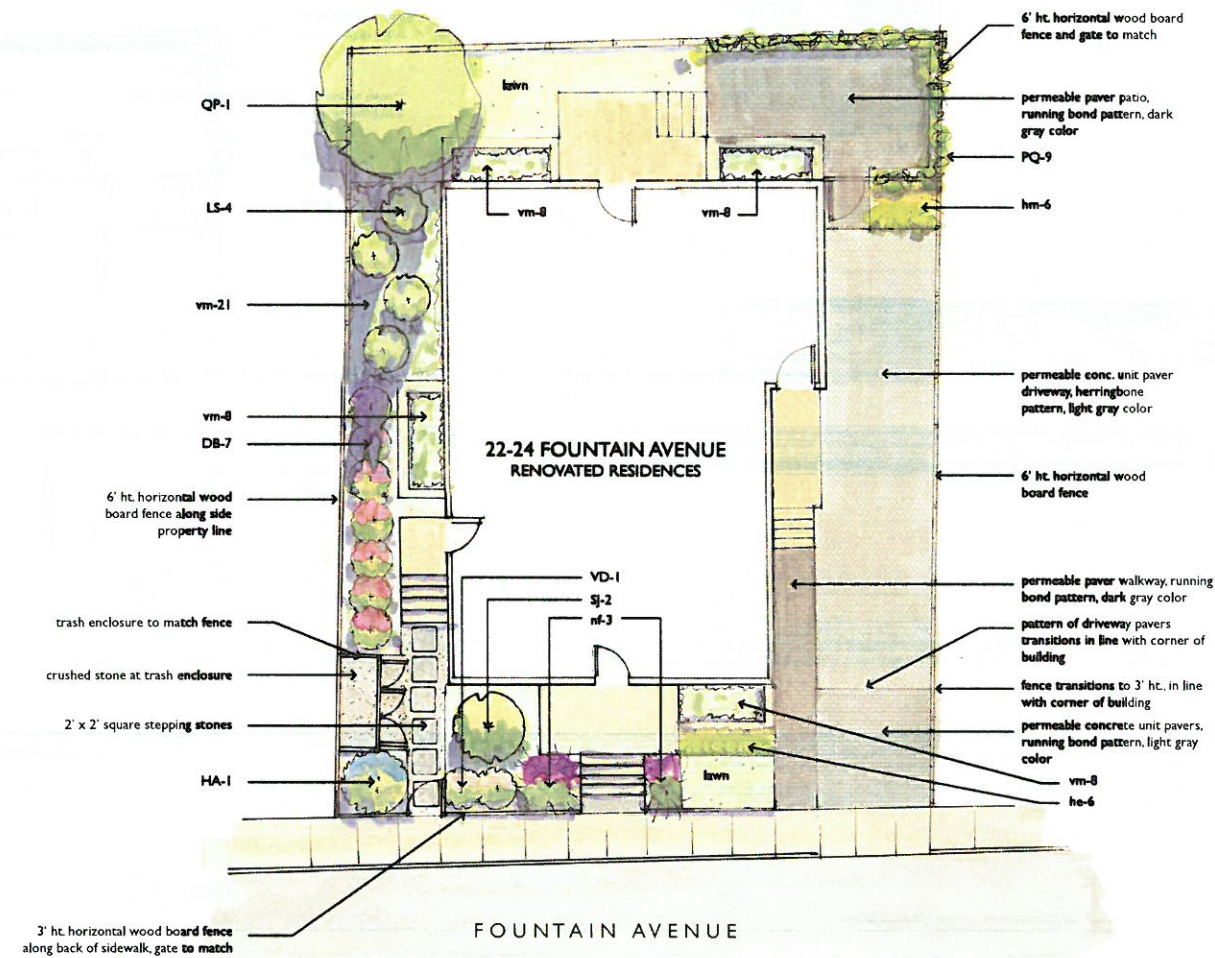 6' ht. horizontal wood board
fence and gate to match
QP-1
lawn
permeable paver patio,
running bond pattern, dark
gray color
PQ-9
LS-4
vm-8
vm-8
hm-6
vm-21
permeable conc. unit paver
driveway, herringbone
pattern, light gray color
vm-8
DB-7
22-24 FOUNTAIN AVENUE
RENOVATED RESIDENCES
6' ht. horizontal wood
board fence along side
property line
6' ht. horizontal wood
board fence
VD-1
Sj-2
nf-3
permeable paver walkway, running
bond pattern, dark gray color
trash enclosure to match fence
pattern of driveway pavers
transitions in line with corner of
building
crushed stone at trash enclosure
fence transitions to 3' ht., in line
with corner of building
2' x 2' square stepping stones
permeable concrete unit pavers,
running bond pattern, light gray
color
HA-1
lawn
vm-8
he-6
3' ht. horizontal wood board fence
along back of sidewalk, gate to match
FOUNTAIN AVENUE